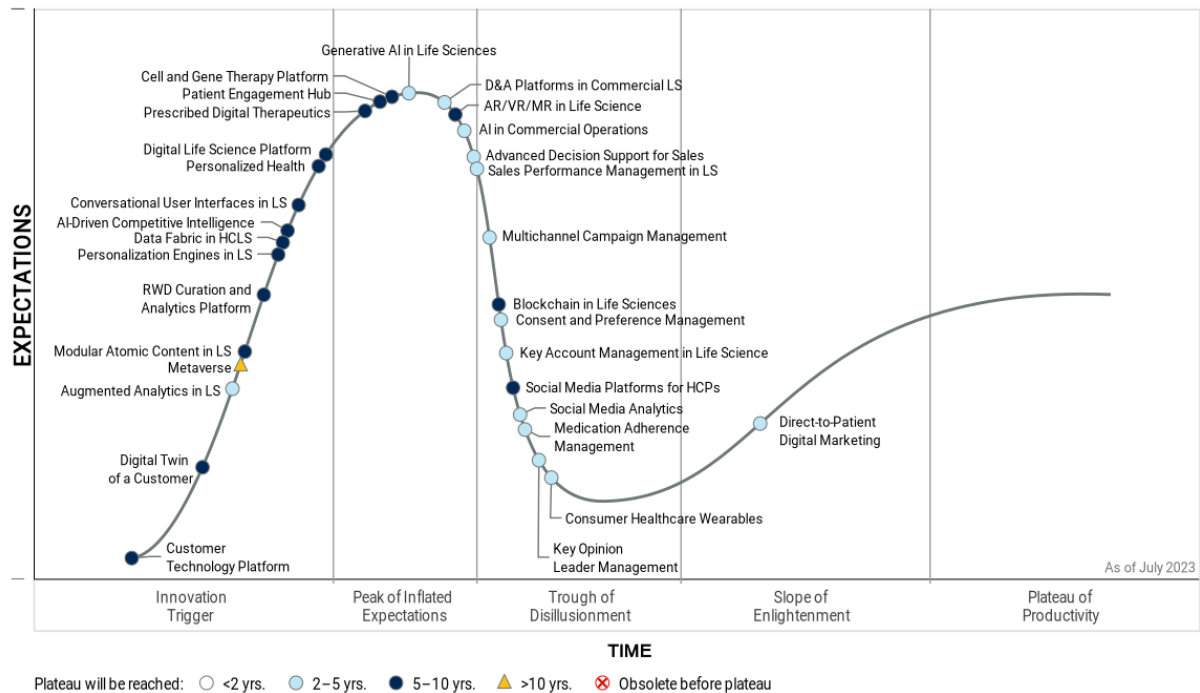 Generative AI in Life Sciences
Cell and Gene Therapy Platform
Patient Engagement Hub
Prescribed Digital Therapeutics
D&A Platforms in Commercial LS
AR/VR/MR in Life Science
AI in Commercial Operations
Advanced Decision Support for Sales
Sales Performance Management in LS
Digital Life Science Platform
Personalized Health
Conversational User Interfaces in LS
AI-Driven Competitive Intelligence
Data Fabric in HCLS
Personalization Engines in LS
RWD Curation and
Analytics Platform
Modular Atomic Content in LS
Metaverse
Augmented Analytics in LS
Digital Twin
of a Customer
Customer
Technology Platform
Multichannel Campaign Management
Blockchain in Life Sciences
Consent and Preference Management
Key Account Management in Life Science
Social Media Platforms for HCPs
Social Media Analytics
Medication Adherence
Management
Consumer Healthcare Wearables
Key Opinion
Leader Management
Direct-to-Patient
Digital Marketing
EXPECTATIONS
As of July 2023
Innovation
Trigger
Peak of Inflated
Expectations
Trough of
Disillusionment
Slope of
Enlightenment
Plateau of
Productivity
TIME
Plateau will be reached: <2 yrs. 2–5 yrs. 5–10 yrs. >10 yrs. Obsolete before plateau